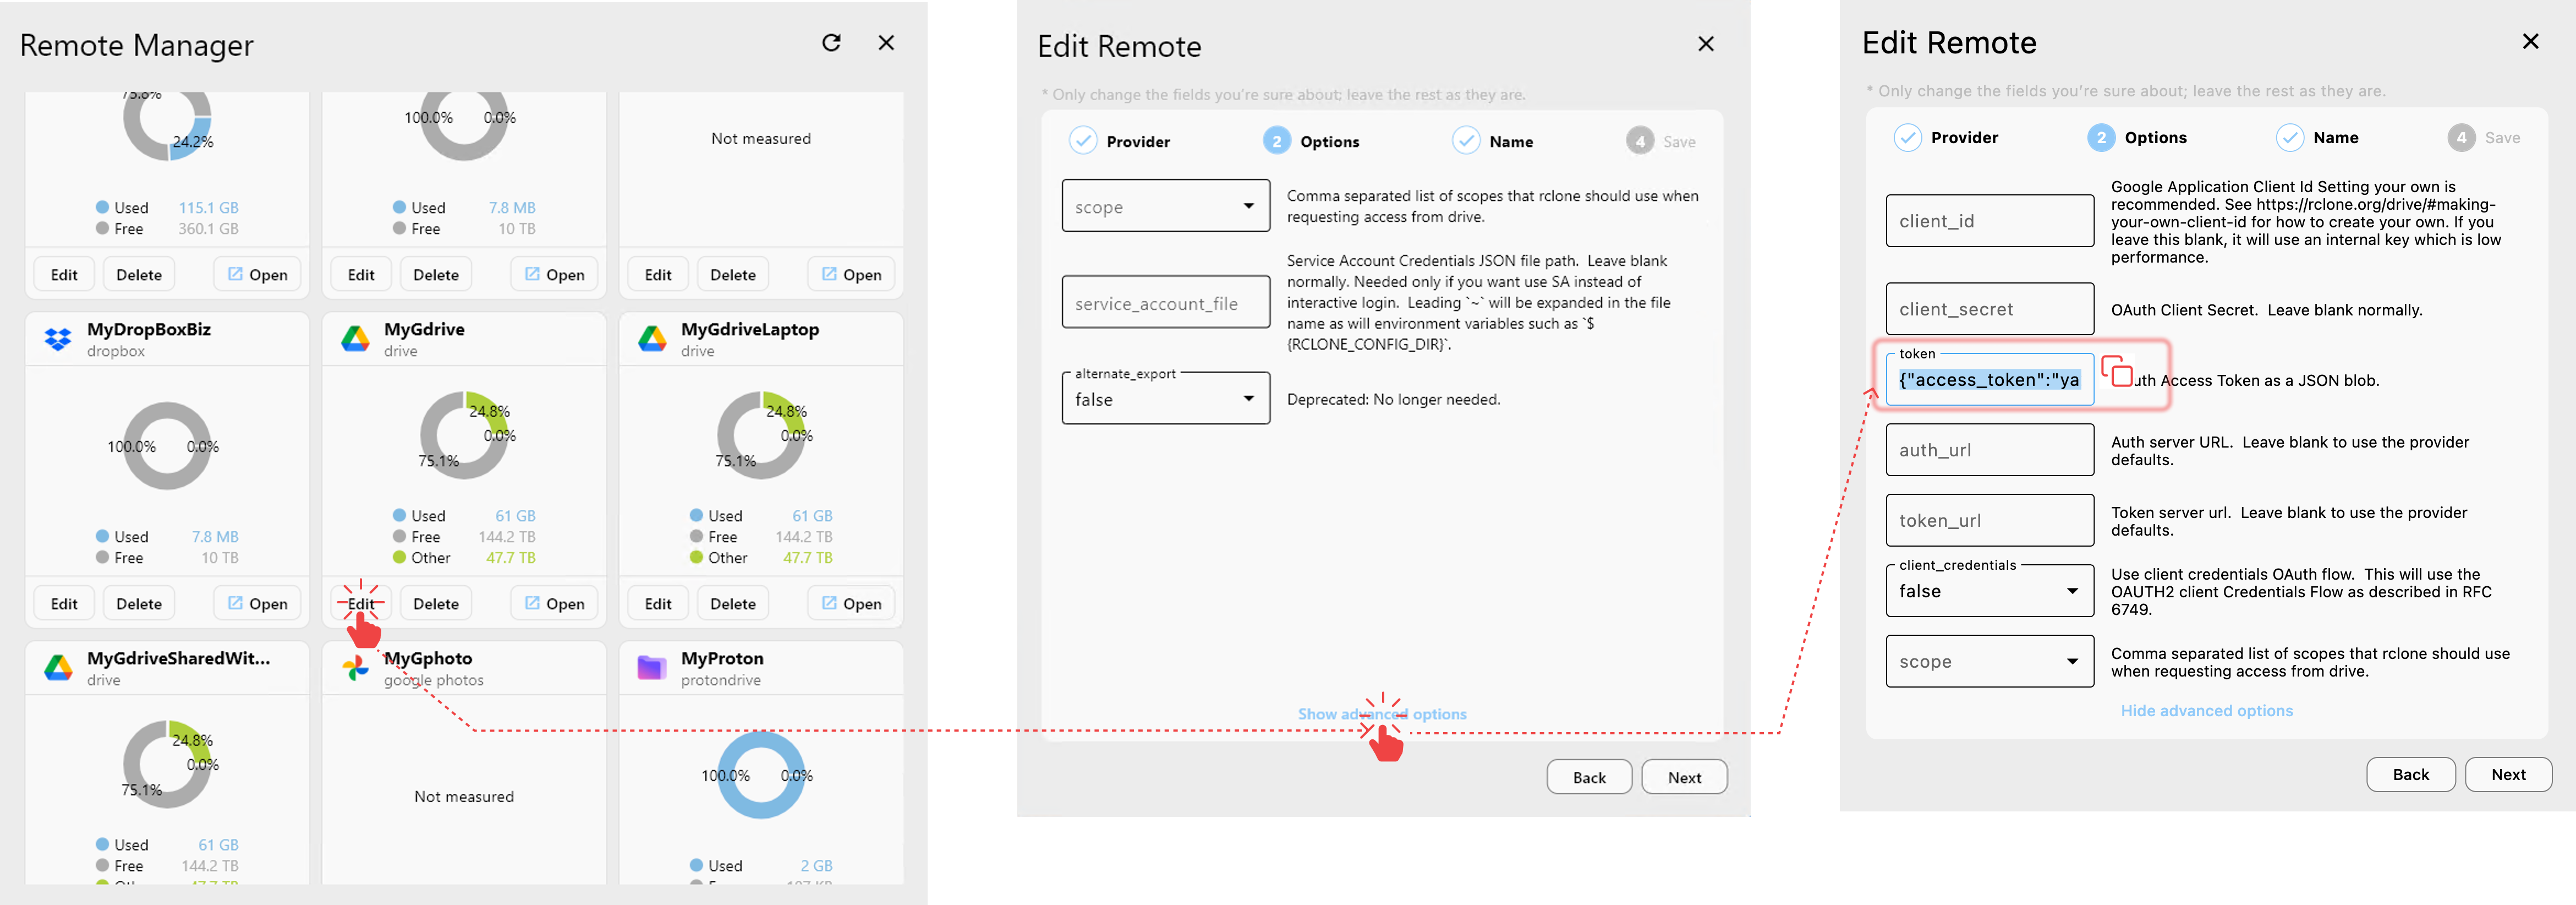 Remote Manager
75.8%
24.2%
Used 115.1 GB
Free 360.1 GB
Edit Delete Open
100.0% 0.0%
Used 7.8 MB
Free 10 TB
Edit Delete Open
Not measured
Edit Delete Open
MyDropBoxBiz
dropbox
100.0% 0.0%
Used 7.8 MB
Free 10 TB
Edit Delete Open
MyGdrive
drive
24.8%
0.0%
75.1%
Used 61 GB
Free 144.2 TB
Other 47.7 TB
Edit Delete Open
MyGdriveLaptop
drive
24.8%
0.0%
75.1%
Used 61 GB
Free 144.2 TB
Other 47.7 TB
Edit Delete Open
MyGdriveSharedWit...
drive
24.8%
0.0%
75.1%
Used 61 GB
Free 144.2 TB
MyGphoto
google photos
Not measured
MyProton
protondrive
100.0% 0.0%
Used 2 GB
Edit Remote
* Only change the fields you're sure about; leave the rest as they are.
Provider 2 Options Name 4 Save
scope
Comma separated list of scopes that rclone should use when
requesting access from drive.
service_account_file
Service Account Credentials JSON file path. Leave blank
normally. Needed only if you want use SA instead of
interactive login. Leading `~` will be expanded in the file
name as will environment variables such as `$
{RCLONE_CONFIG_DIR}`.
alternate_export
false
Deprecated: No longer needed.
Show advanced options
Back Next
Edit Remote
* Only change the fields you're sure about; leave the rest as they are.
Provider 2 Options Name 4 Save
client_id
Google Application Client Id Setting your own is
recommended. See https://rclone.org/drive/#making-
your-own-client-id for how to create your own. If you
leave this blank, it will use an internal key which is low
performance.
client_secret
OAuth Client Secret. Leave blank normally.
token
{"access_token":"ya
uth Access Token as a JSON blob.
auth_url
Auth server URL. Leave blank to use the provider
defaults.
token_url
Token server url. Leave blank to use the provider
defaults.
client_credentials
false
Use client credentials OAuth flow. This will use the
OAUTH2 client Credentials Flow as described in RFC
6749.
scope
Comma separated list of scopes that rclone should use
when requesting access from drive.
Hide advanced options
Back Next